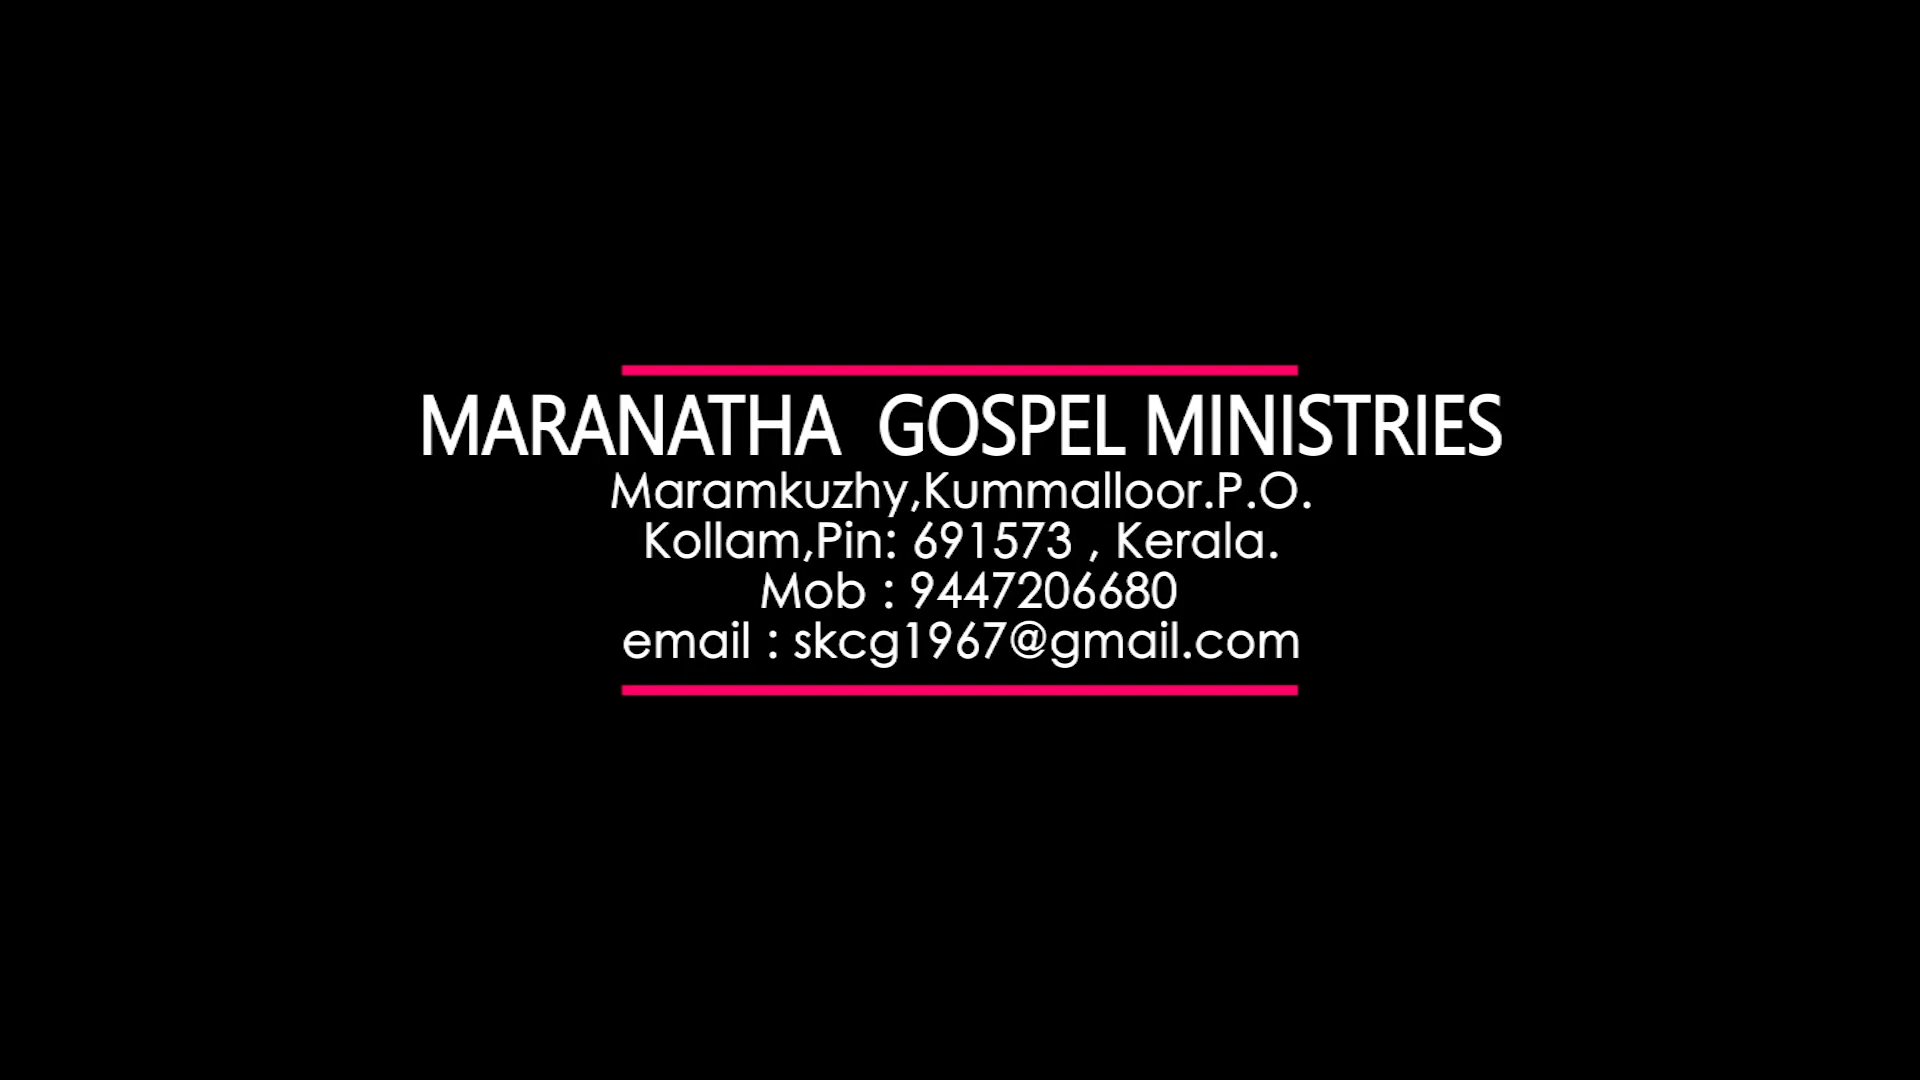 MARANATHA  GOSPEL MINISTRIES
Maramkuzhy,Kummalloor.P.O.
Kollam,Pin: 691573 , Kerala.
Mob : 9447206680
email : skcg1967@gmail.com